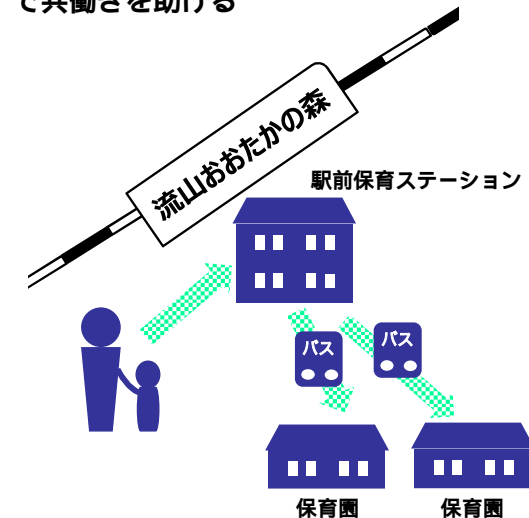 で共働きを助ける
流山おおたかの森
駅前保育ステーション
バス
バス
保育園
保育園